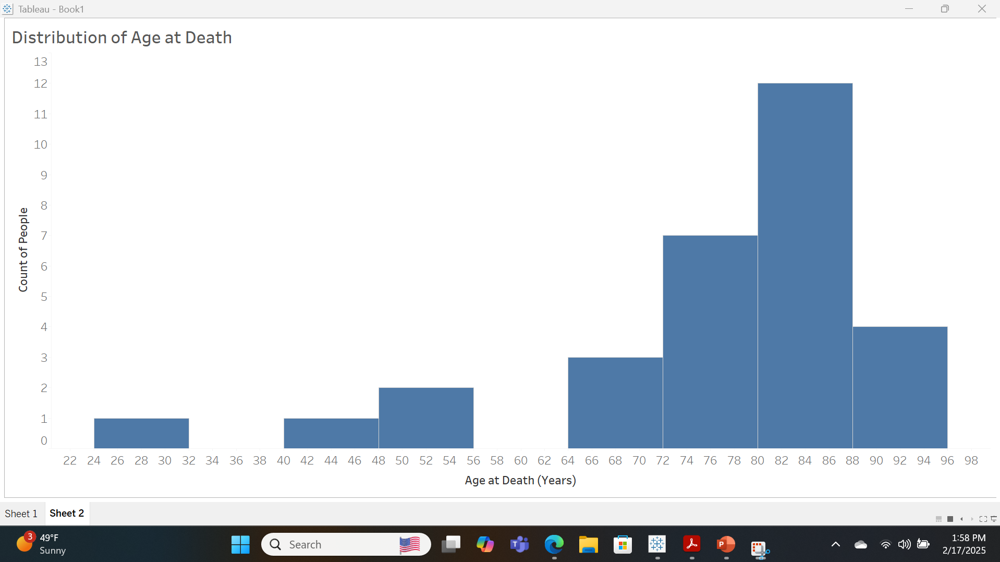 Tableau - Book1
Distribution of Age at Death
13
12
11
10
9
8
7
6
5
4
3
2
1
0
Count of People
22 24 26 28 30 32 34 36 38 40 42 44 46 48 50 52 54 56 58 60 62 64 66 68 70 72 74 76 78 80 82 84 86 88 90 92 94 96 98
Age at Death (Years)
Sheet 1 Sheet 2
3 49°F
Sunny
Search
T
P
1:58 PM
2/17/2025